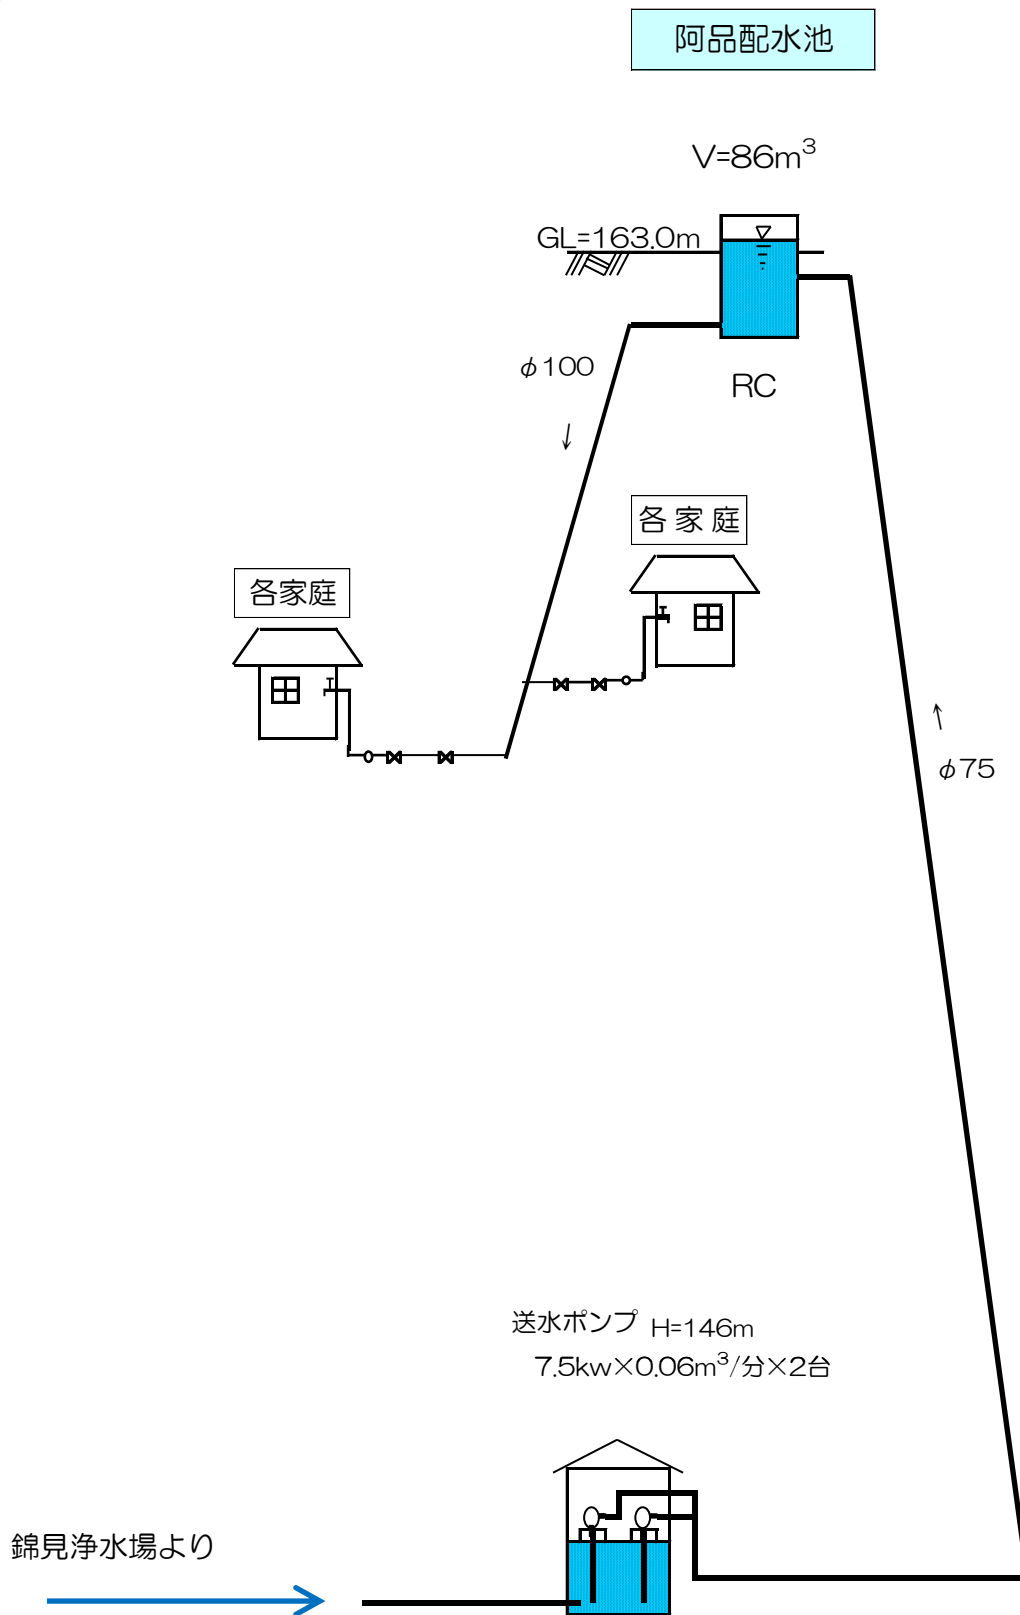 阿品配水池
V=86m³
GL=163.0m
φ100
RC
↓
各家庭
各家庭
↑
φ75
送水ポンプ H=146m
7.5kw×0.06m³/分×2台
錦見浄水場より